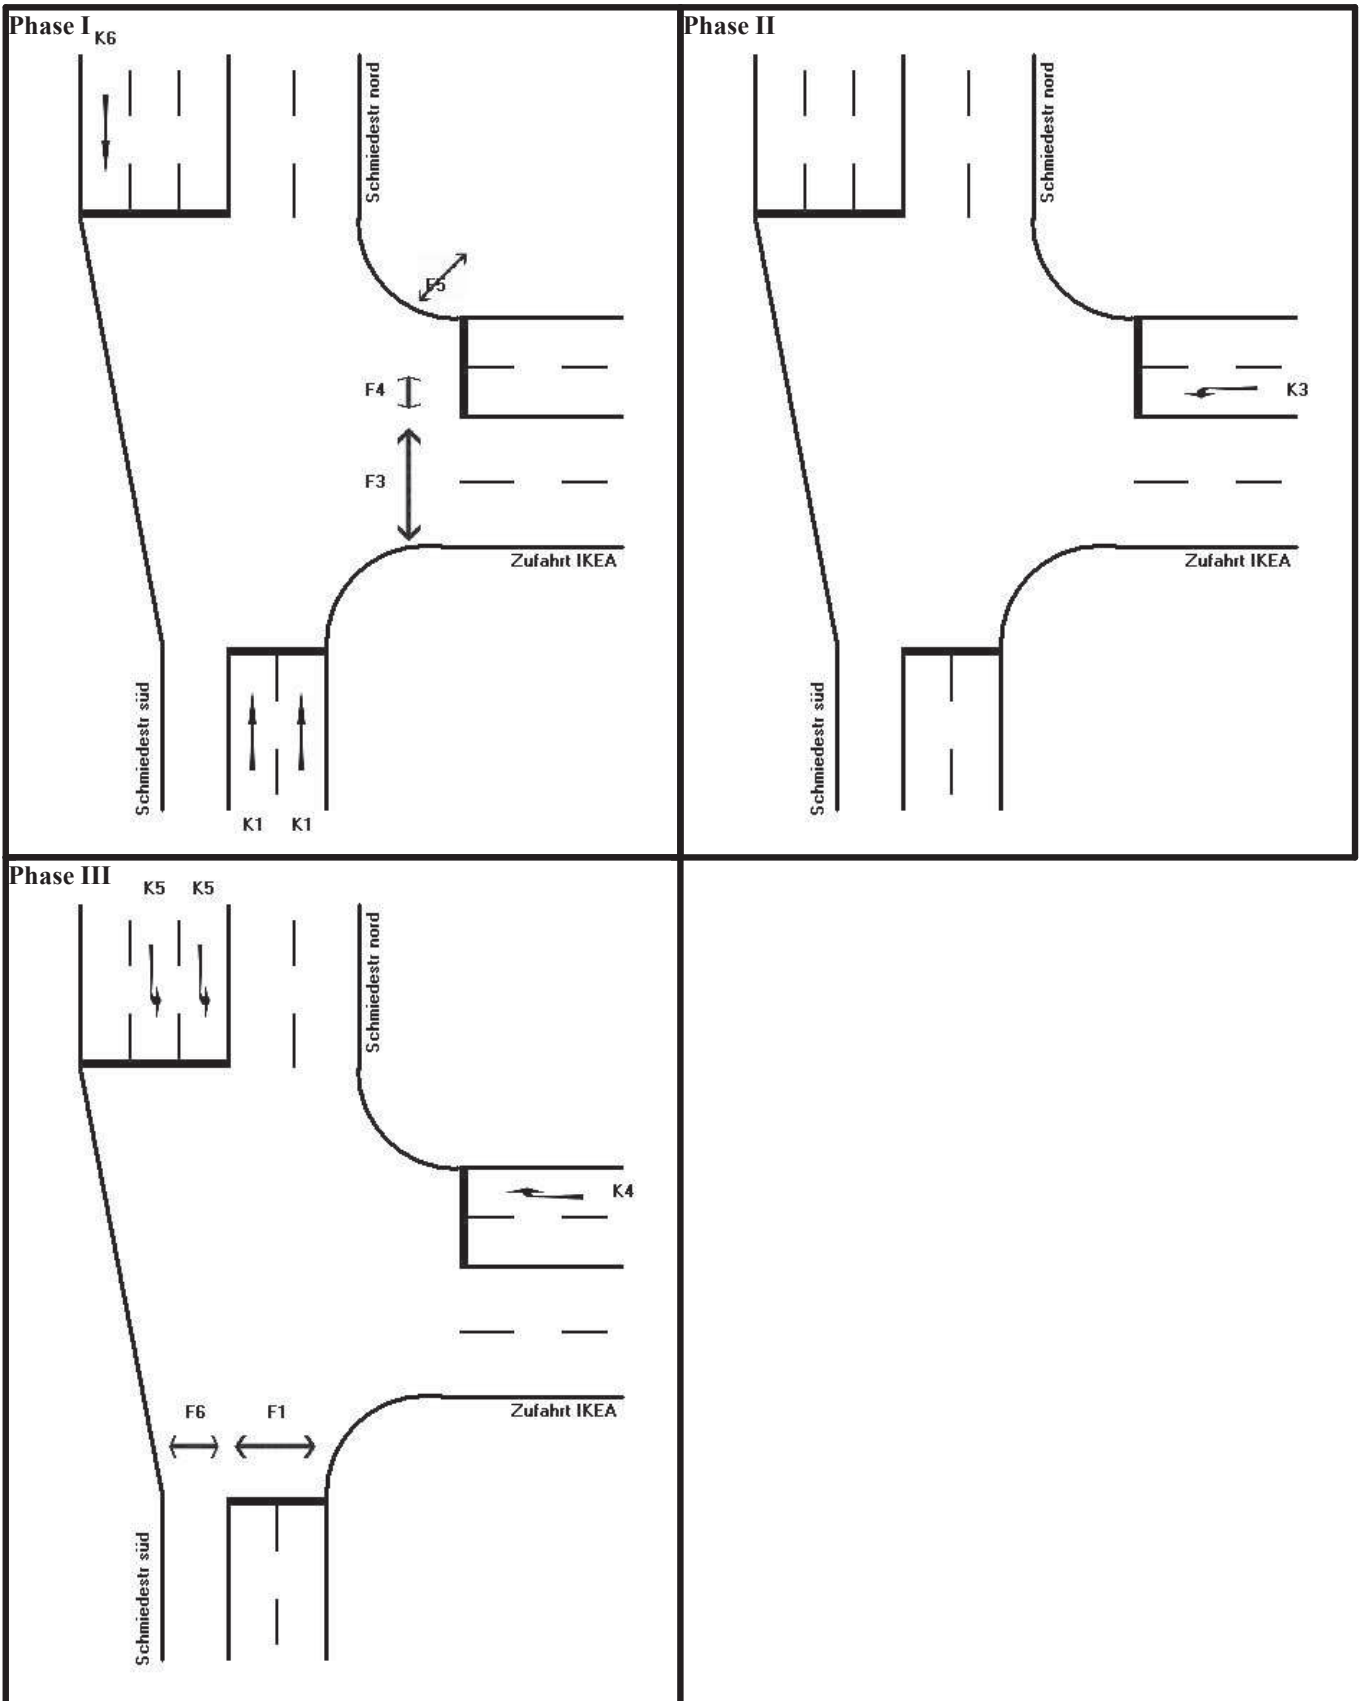 Phase I
K6
Schmiedestr nord
F5
F4
F3
Zufahrt IKEA
Schmiedestr süd
K1 K1
Phase II
Schmiedestr nord
K3
Zufahrt IKEA
Schmiedestr süd
Phase III
K5 K5
Schmiedestr nord
K4
F6 F1
Zufahrt IKEA
Schmiedestr süd